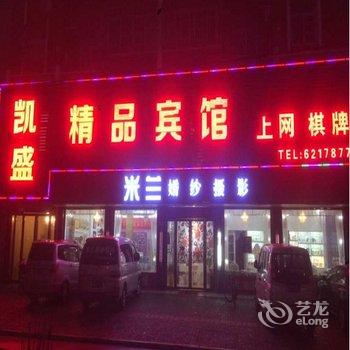 凯盛
精品宾馆
上网 棋牌
TEL:6217877
米兰 婚纱摄影
艺龙
eLong